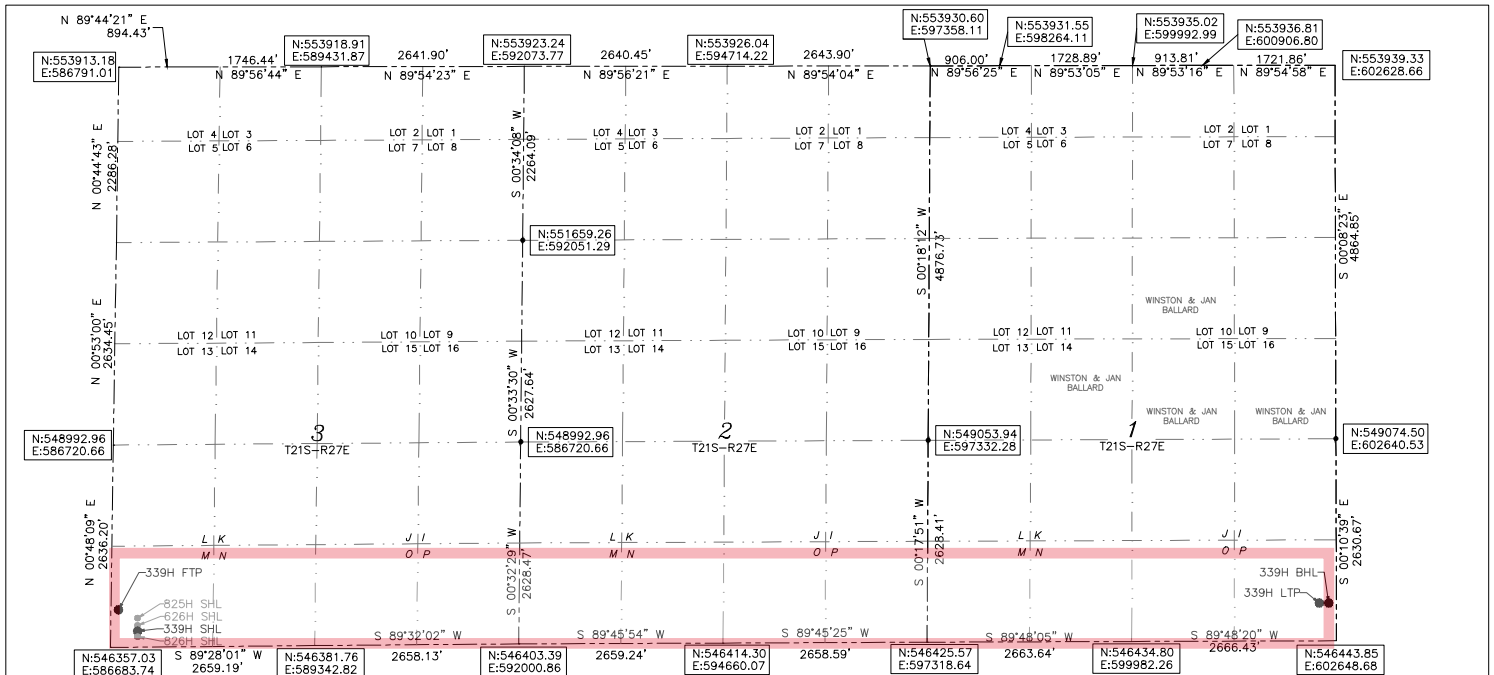 N 89°44'21" E
894.43'
N:553913.18
E:586791.01
1746.44'
N 89°56'44" E
N:553918.91
E:589431.87
2641.90'
N 89°54'23" E
N:553923.24
E:592073.77
2640.45'
N 89°56'21" E
N:553926.04
E:594714.22
2643.90'
N 89°54'04" E
N:553930.60
E:597358.11
906.00'
N 89°56'25" E
N:553931.55
E:598264.11
1728.89'
N 89°53'05" E
N:553935.02
E:599992.99
913.81'
N 89°53'16" E
N:553936.81
E:600906.80
1721.86'
N 89°54'58" E
N:553939.33
E:602628.66
LOT 4 LOT 3
LOT 5 LOT 6
LOT 2 LOT 1
LOT 7 LOT 8
LOT 4 LOT 3
LOT 5 LOT 6
LOT 2 LOT 1
LOT 7 LOT 8
LOT 4 LOT 3
LOT 5 LOT 6
LOT 2 LOT 1
LOT 7 LOT 8
N 00°44'43" E
2286.28'
S 00°34'08" W
2264.09'
S 00°18'12" W
4876.73'
S 00°08'23" E
4864.85'
N:551659.26
E:592051.29
WINSTON & JAN
BALLARD
LOT 12 LOT 11
LOT 13 LOT 14
LOT 10 LOT 9
LOT 15 LOT 16
LOT 12 LOT 11
LOT 13 LOT 14
LOT 10 LOT 9
LOT 15 LOT 16
LOT 12 LOT 11
LOT 13 LOT 14
LOT 10 LOT 9
LOT 15 LOT 16
N 00°53'00" E
2634.45'
S 00°33'30" W
2627.64'
WINSTON & JAN
BALLARD
WINSTON & JAN
BALLARD
WINSTON & JAN
BALLARD
N:548992.96
E:586720.66
3
T21S-R27E
N:548992.96
E:586720.66
2
T21S-R27E
N:549053.94
E:597332.28
1
T21S-R27E
N:549074.50
E:602640.53
L K
M N
J I
O P
L K
M N
J I
O P
L K
M N
J I
O P
N 00°48'09" E
2636.20'
S 00°32'29" W
2628.47'
S 00°17'51" W
2628.41'
S 00°10'39" E
2630.67'
339H FTP
825H SHL
626H SHL
339H SHL
826H SHL
339H BHL
339H LTP
S 89°32'02" W
S 89°45'54" W
S 89°45'25" W
S 89°48'05" W
S 89°48'20" W
N:546357.03
E:586683.74
S 89°28'01" W
2659.19'
N:546381.76
E:589342.82
2658.13'
N:546403.39
E:592000.86
2659.24'
N:546414.30
E:594660.07
2658.59'
N:546425.57
E:597318.64
2663.64'
N:546434.80
E:599982.26
2666.43'
N:546443.85
E:602648.68